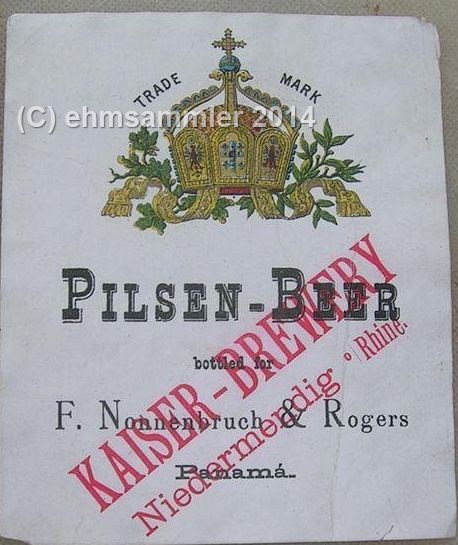 TRADE MARK
(C) ehmsammler 2014
PILSEN-BEER
bottled for
F. Nonnenbruch & Rogers
Panamá.
KAISER-BREWERY
Niedermendig o/Rhine.